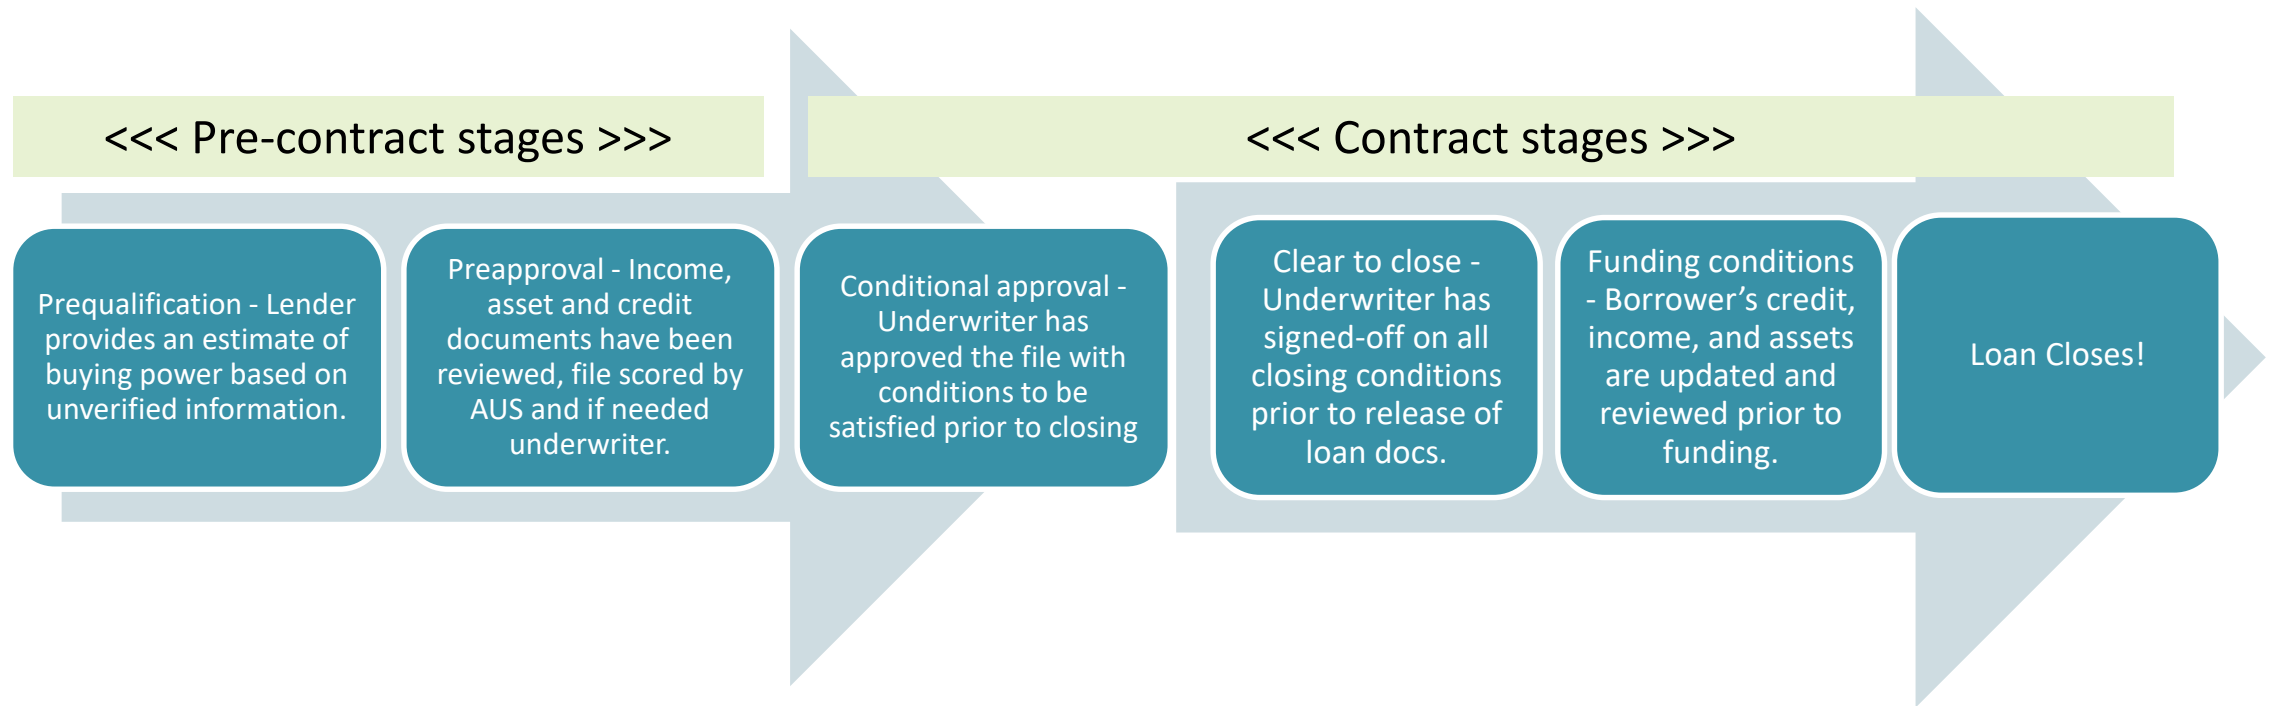 <<< Pre-contract stages >>>
<<< Contract stages >>>
Prequalification - Lender
provides an estimate of
buying power based on
unverified information.
Preapproval - Income,
asset and credit
documents have been
reviewed, file scored by
AUS and if needed
underwriter.
Conditional approval -
Underwriter has
approved the file with
conditions to be
satisfied prior to closing
Clear to close -
Underwriter has
signed-off on all
closing conditions
prior to release of
loan docs.
Funding conditions
- Borrower’s credit,
income, and assets
are updated and
reviewed prior to
funding.
Loan Closes!